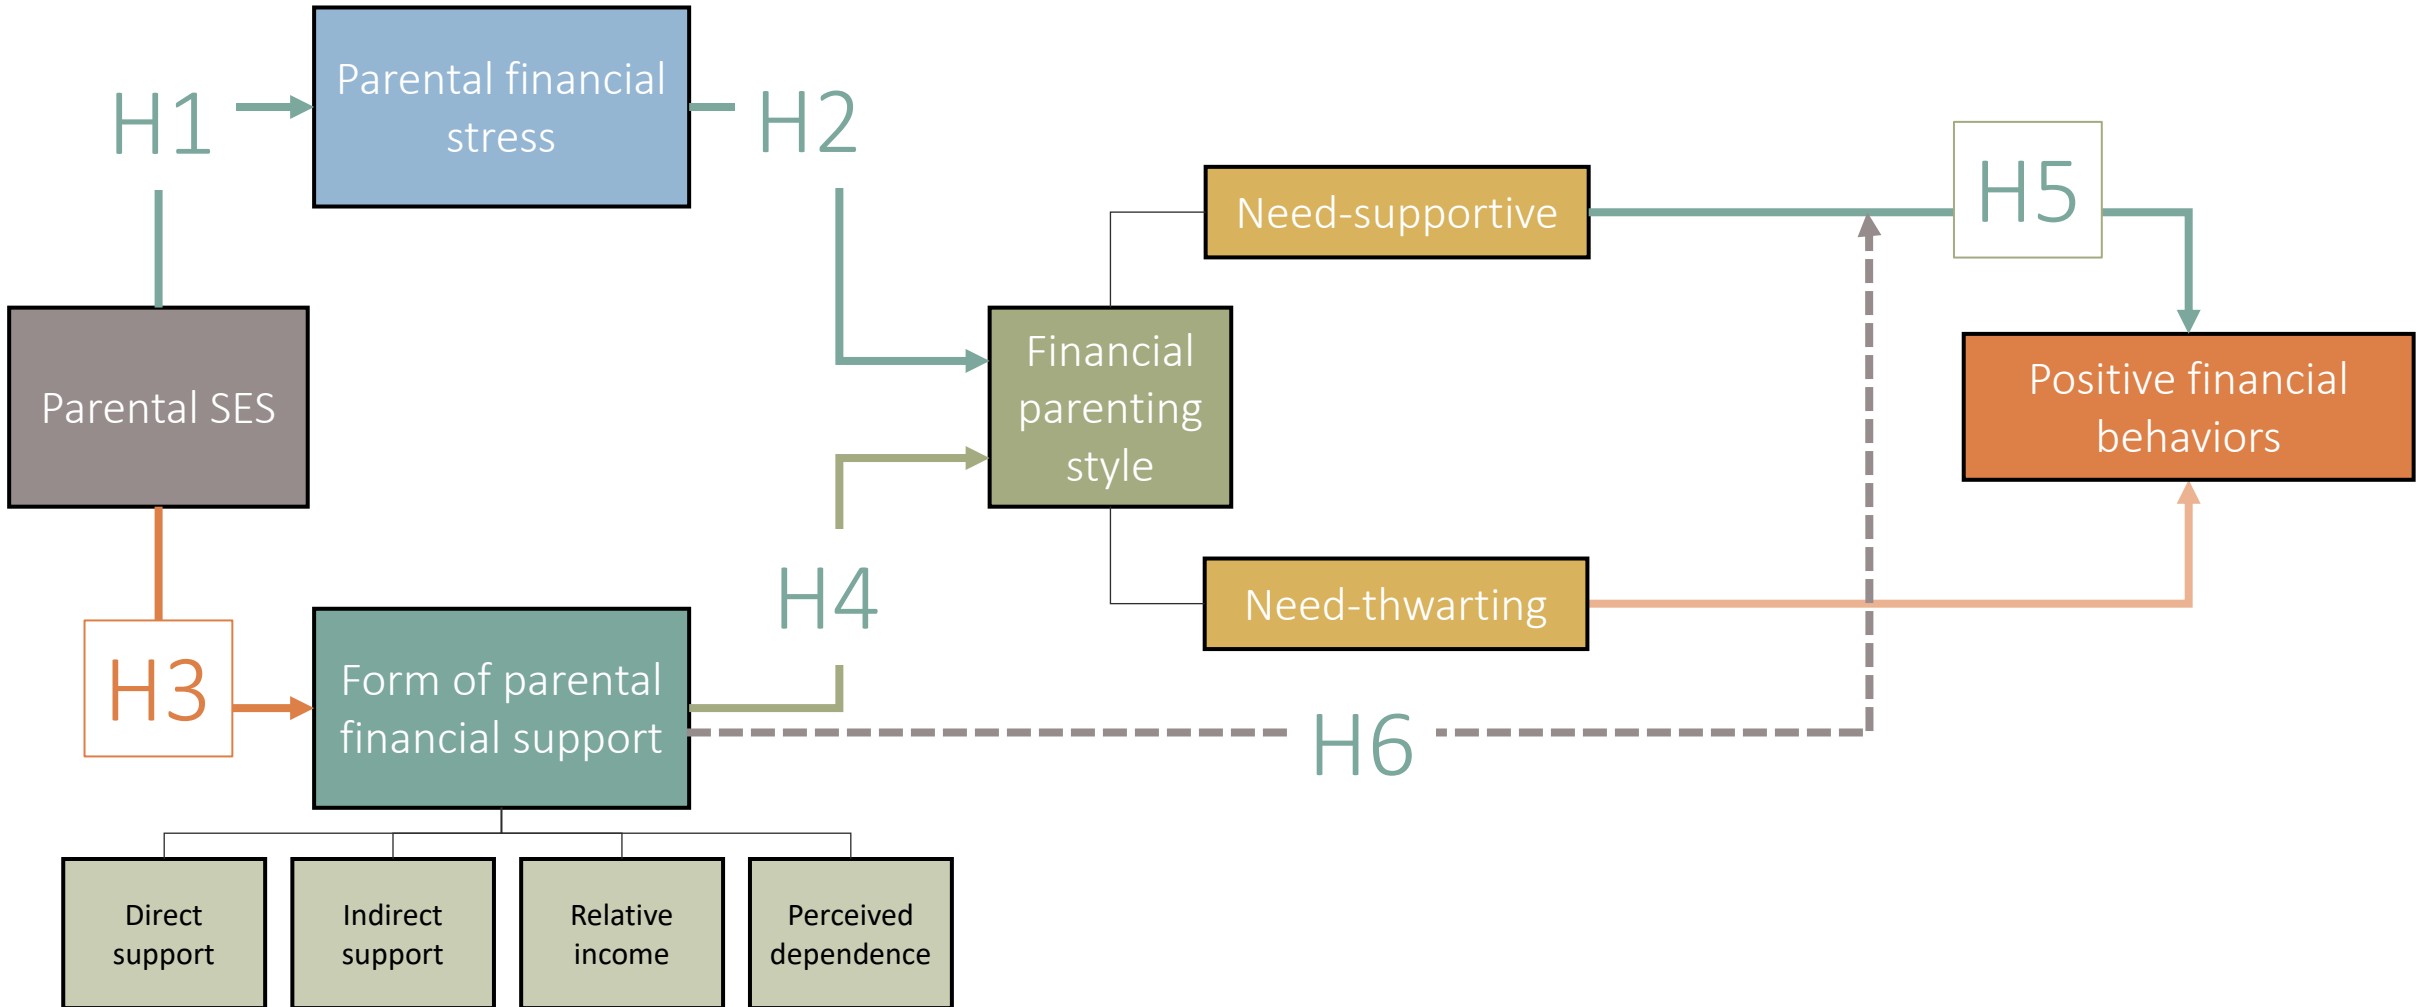 Parental financial
stress
H1
H2
Need-supportive
H5
Parental SES
Financial
parenting
style
Positive financial
behaviors
H4
Need-thwarting
H3
Form of parental
financial support
H6
Direct
support
Indirect
support
Relative
income
Perceived
dependence